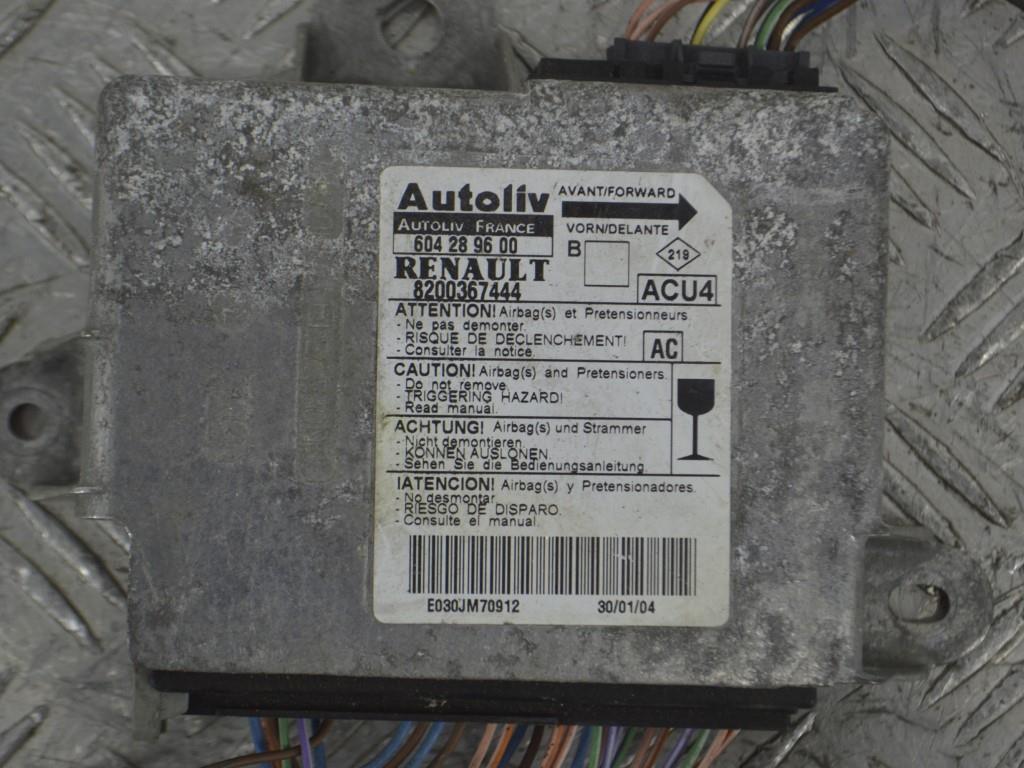 Autoliv
AUTOLIV FRANCE
604 28 96 00
RENAULT
8200367444
AVANT/FORWARD
VORN/DELANTE
B
219
ACU4
ATTENTION! Airbag(s) et Pretensionneurs
- Ne pas demonter.
- RISQUE DE DECLENCHEMENT!
- Consulter la notice.
AC
CAUTION! Airbag(s) and Pretensioners.
- Do not remove.
- TRIGGERING HAZARD!
- Read manual.
ACHTUNG! Airbag(s) und Strammer
- Nicht demontieren.
- KONNEN AUSLONEN.
- Sehen Sie die Bedienungsanleitung.
IATENCION! Airbag(s) y Pretensionadores.
- No desmontar.
- RIESGO DE DISPARO.
- Consulte el manual.
E030JM70912 30/01/04